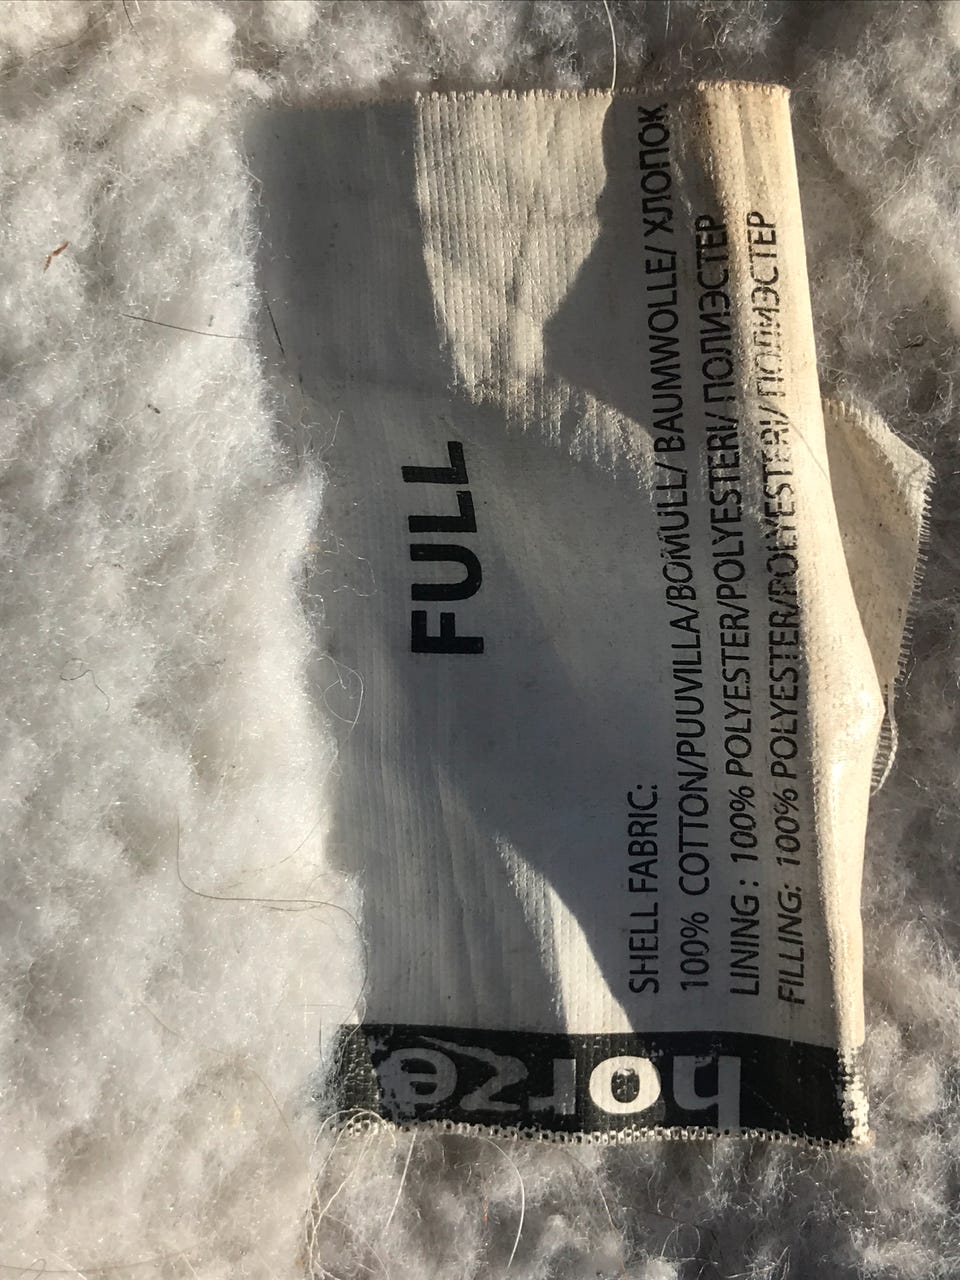 horze
FULL
SHELL FABRIC:
100% COTTON/PUUVILLA/BOMULL/ BAUMWOLLE/ ХЛОПОК
LINING : 100% POLYESTER/POLYESTERI/ ПОЛИЭСТЕР
FILLING: 100% POLYESTER/POLYESTERI/ ПОЛИЭСТЕР